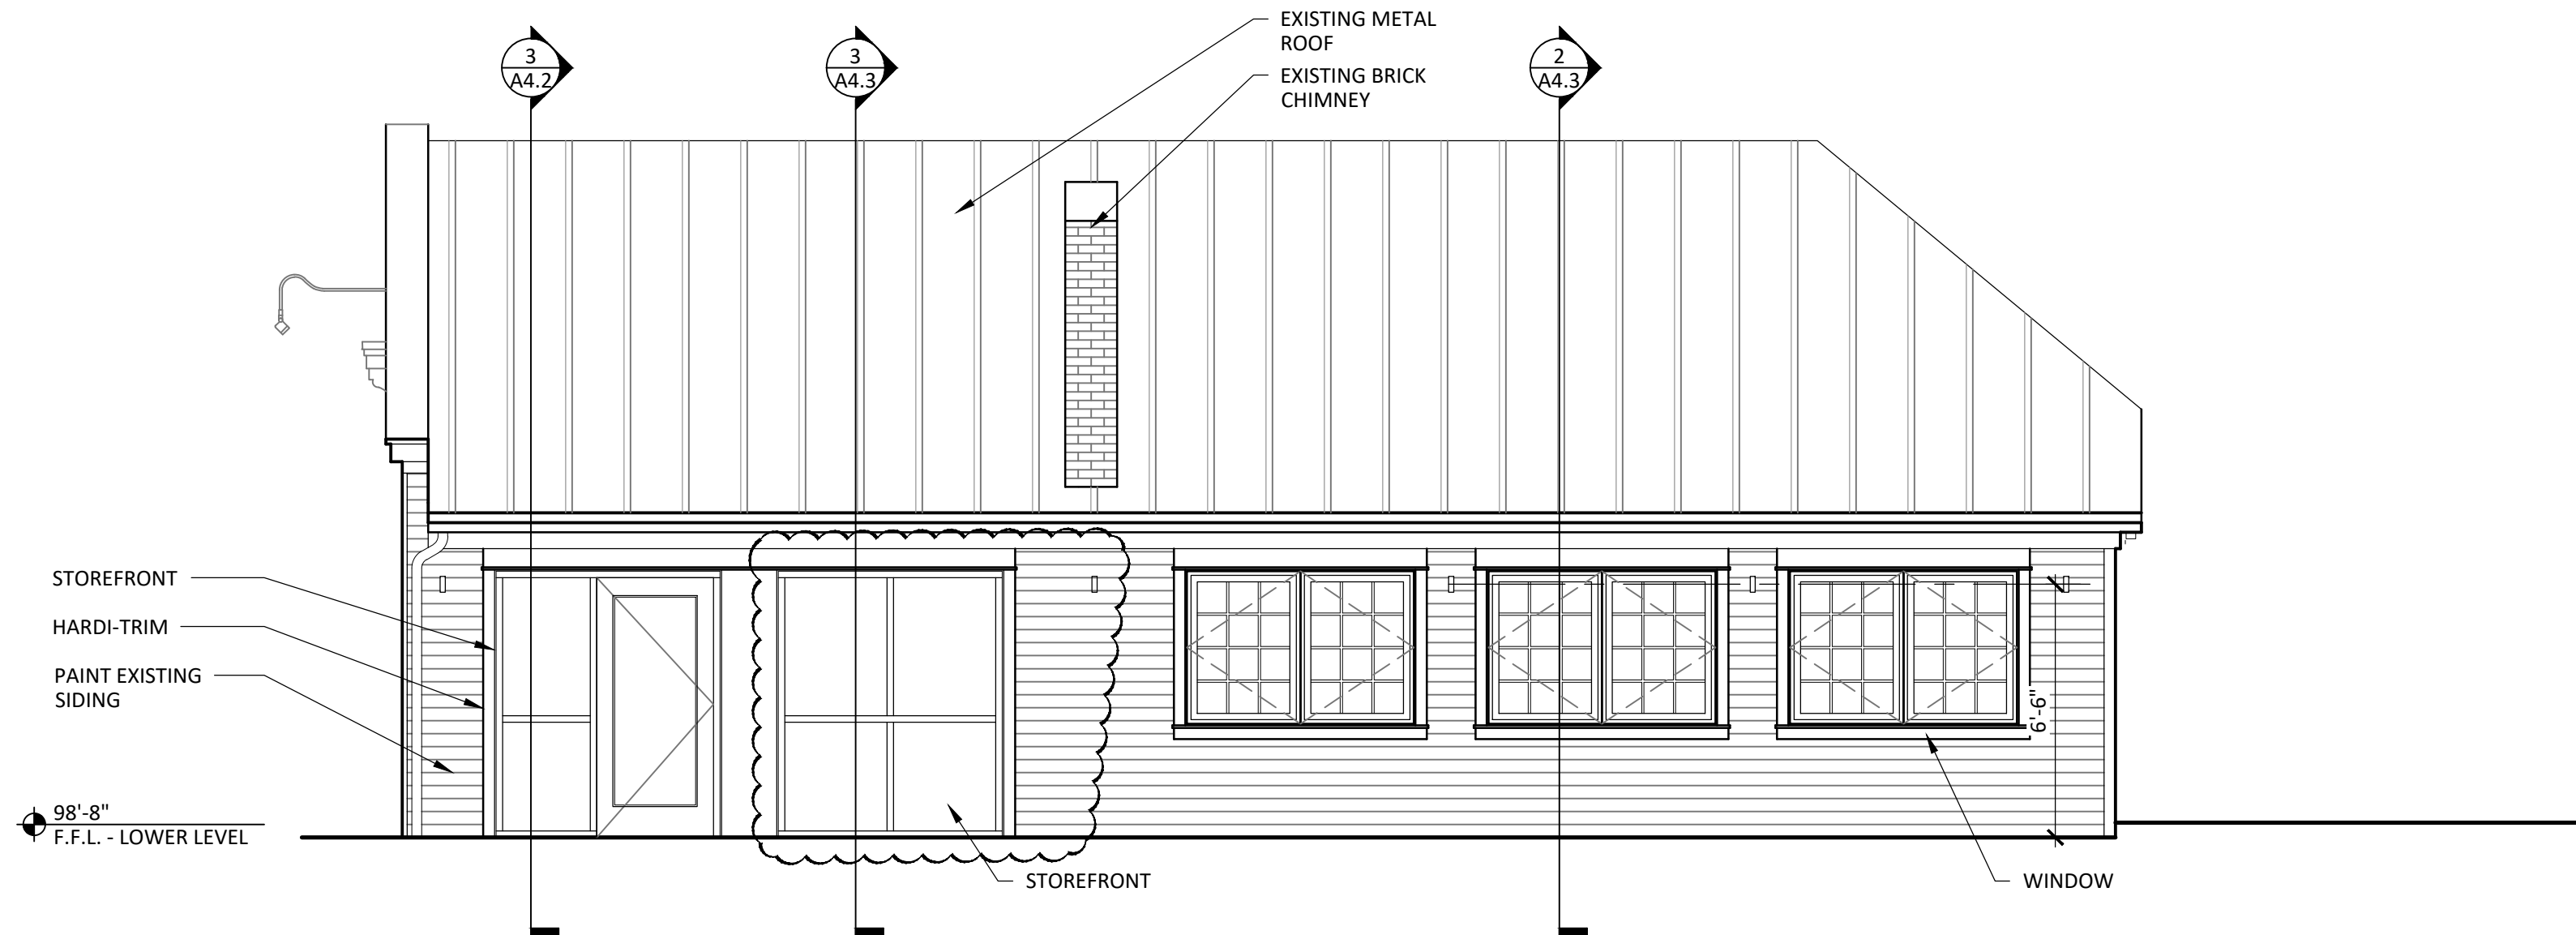 EXISTING METAL
ROOF
EXISTING BRICK
CHIMNEY
3
A4.2
3
A4.3
2
A4.3
STOREFRONT
HARDI-TRIM
PAINT EXISTING
SIDING
6'-6"
98'-8"
F.F.L. - LOWER LEVEL
STOREFRONT
WINDOW